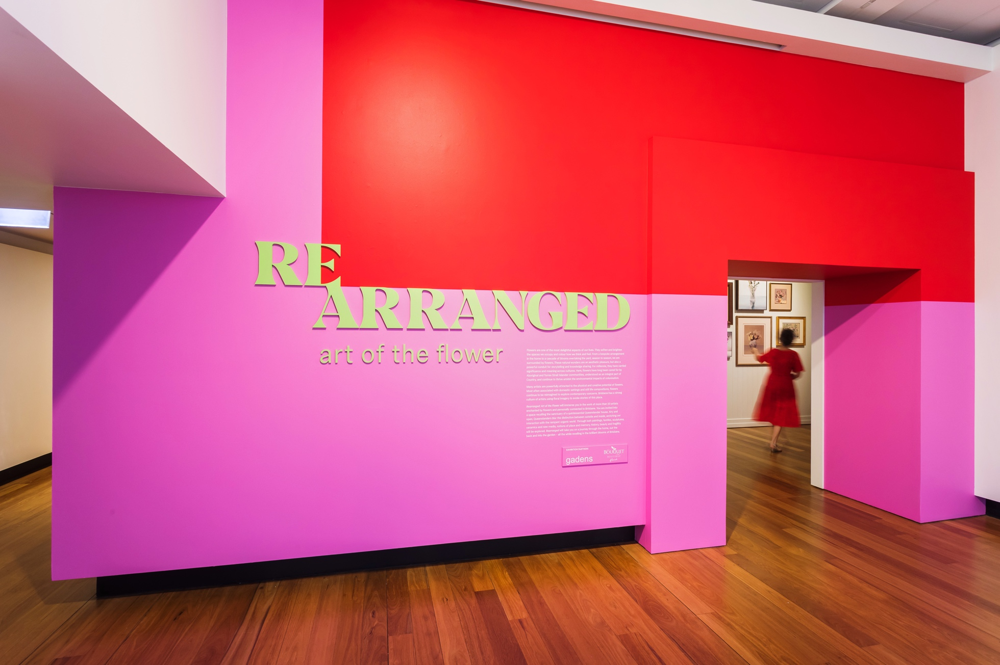 RE
ARRANGED
art of the flower
Flowers are one of the most delightful aspects of our lives. They soften and brighten
the spaces we occupy and colour how we think and feel. From a bespoke arrangement
in the home to a cascade of blooms overtaking the yard, season in season, we are
surrounded by flowers. These natural wonders are an aesthetic pleasure, but also a
powerful conduit for storytelling and knowledge sharing. For millennia, they have carried
significance and meaning across cultures. Here, flowers have long been cared for by
Aboriginal and Torres Strait Islander communities, understood as an integral part of
Country, and continue to thrive amidst the environmental impacts of colonisation.
Many artists are powerfully attracted to the physical and creative potential of flowers.
Most often associated with domestic settings and still life compositions, flowers
continue to be reimagined to explore contemporary concerns. Brisbane has a strong
culture of artists using floral imagery to evoke stories of this place.
Rearranged: Art of the Flower will immerse you in the work of more than 20 artists
enchanted by flowers and personally connected to Brisbane. You are invited into
a space recalling the sanctuary of a quintessential Queenslander house. Airy and
open, Queenslanders blur the distinction between outside and inside, enriching our
interaction with the rampant organic world. Through lush paintings, textiles, sculptures,
ceramics and new media, notions of place and memory, history, beauty and fragility
will be explored. Rearranged will take you on a journey through the home, out the
back and into the garden – all the while revelling in the brilliant blooms of Brisbane.
EXHIBITION PARTNERS
gadens
BOUQUET
BOUTIQUE